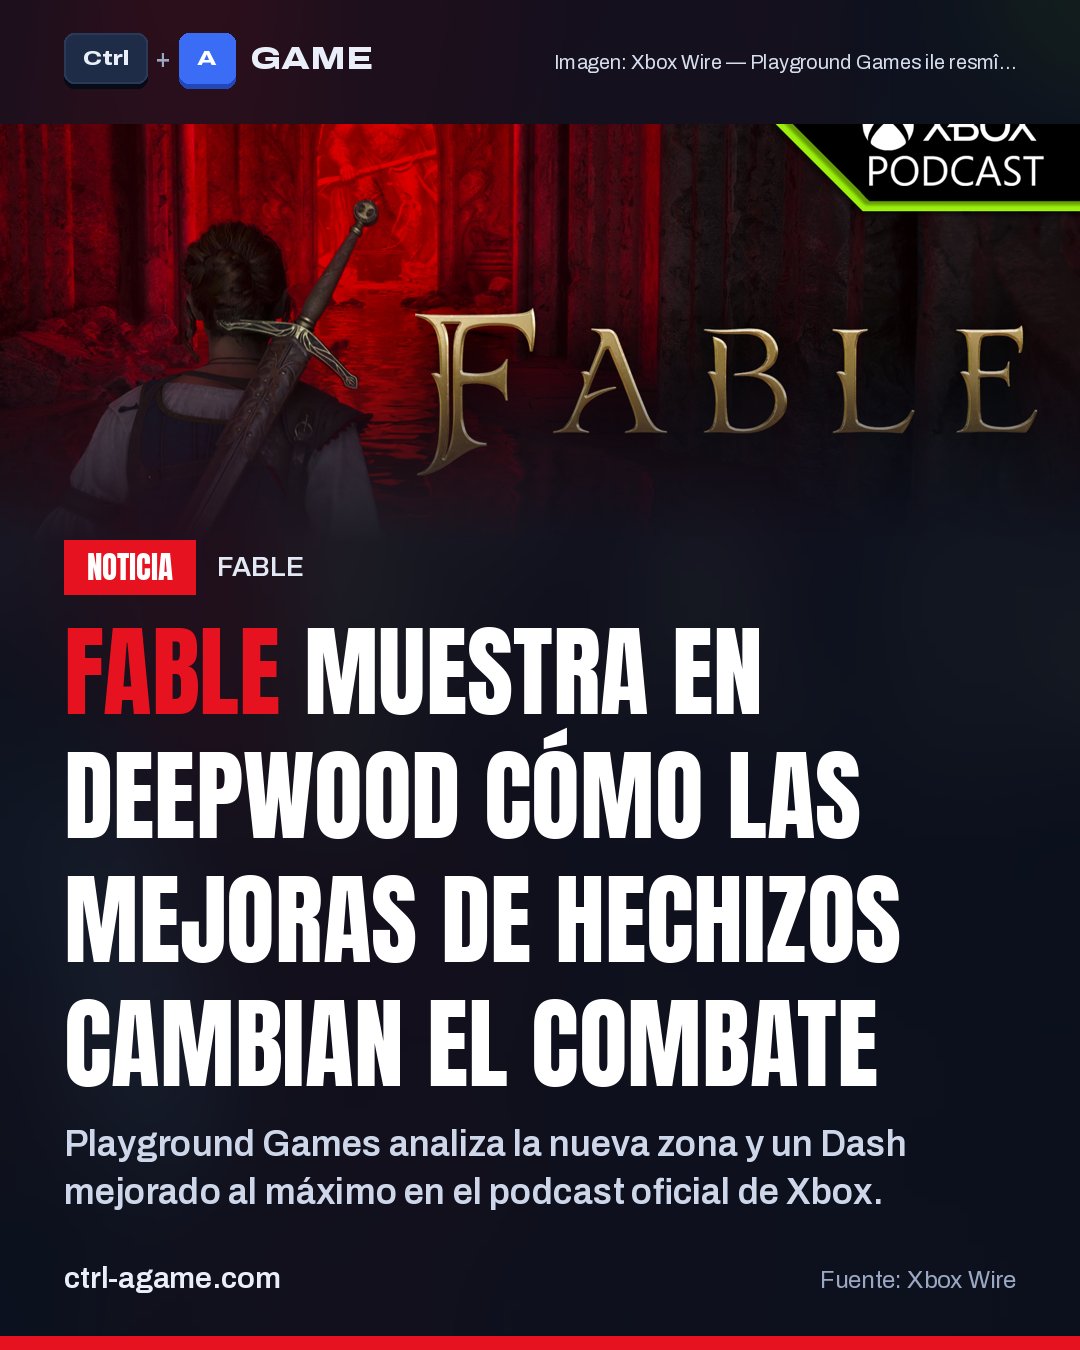 Ctrl + A GAME
Imagen: Xbox Wire — Playground Games ile resmî...
XBOX
PODCAST
FABLE
NOTICIA FABLE
FABLE MUESTRA EN
DEEPWOOD CÓMO LAS
MEJORAS DE HECHIZOS
CAMBIAN EL COMBATE
Playground Games analiza la nueva zona y un Dash
mejorado al máximo en el podcast oficial de Xbox.
ctrl-agame.com
Fuente: Xbox Wire